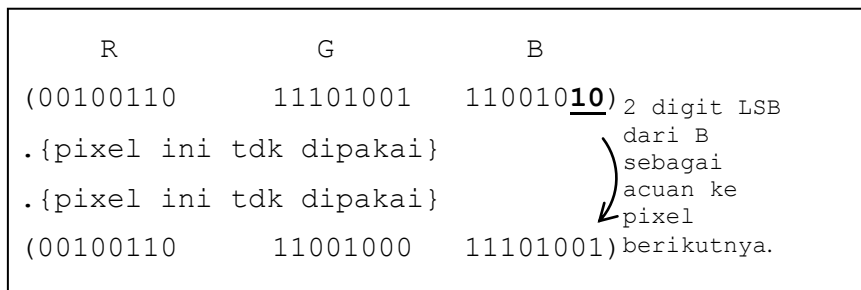 R G B
(00100110 11101001 11001010)
2 digit LSB
dari B
sebagai
acuan ke
pixel
berikutnya.
.{pixel ini tdk dipakai}
.{pixel ini tdk dipakai}
(00100110 11001000 11101001)